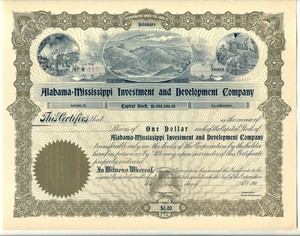 Delaware
Alabama-Mississippi Investment and Development Company
MOBILE, Capital Stock, $1,000,000.00 ALABAMA
This Certifies that is the owner of
Shares of One Dollar each of the Capital Stock of
Alabama-Mississippi Investment and Development Company
transferable only on the books of the Corporation by the holder
hereof in person or by Attorney upon surrender of this Certificate
properly endorsed.
In Witness Whereof,
$1.00
EACH